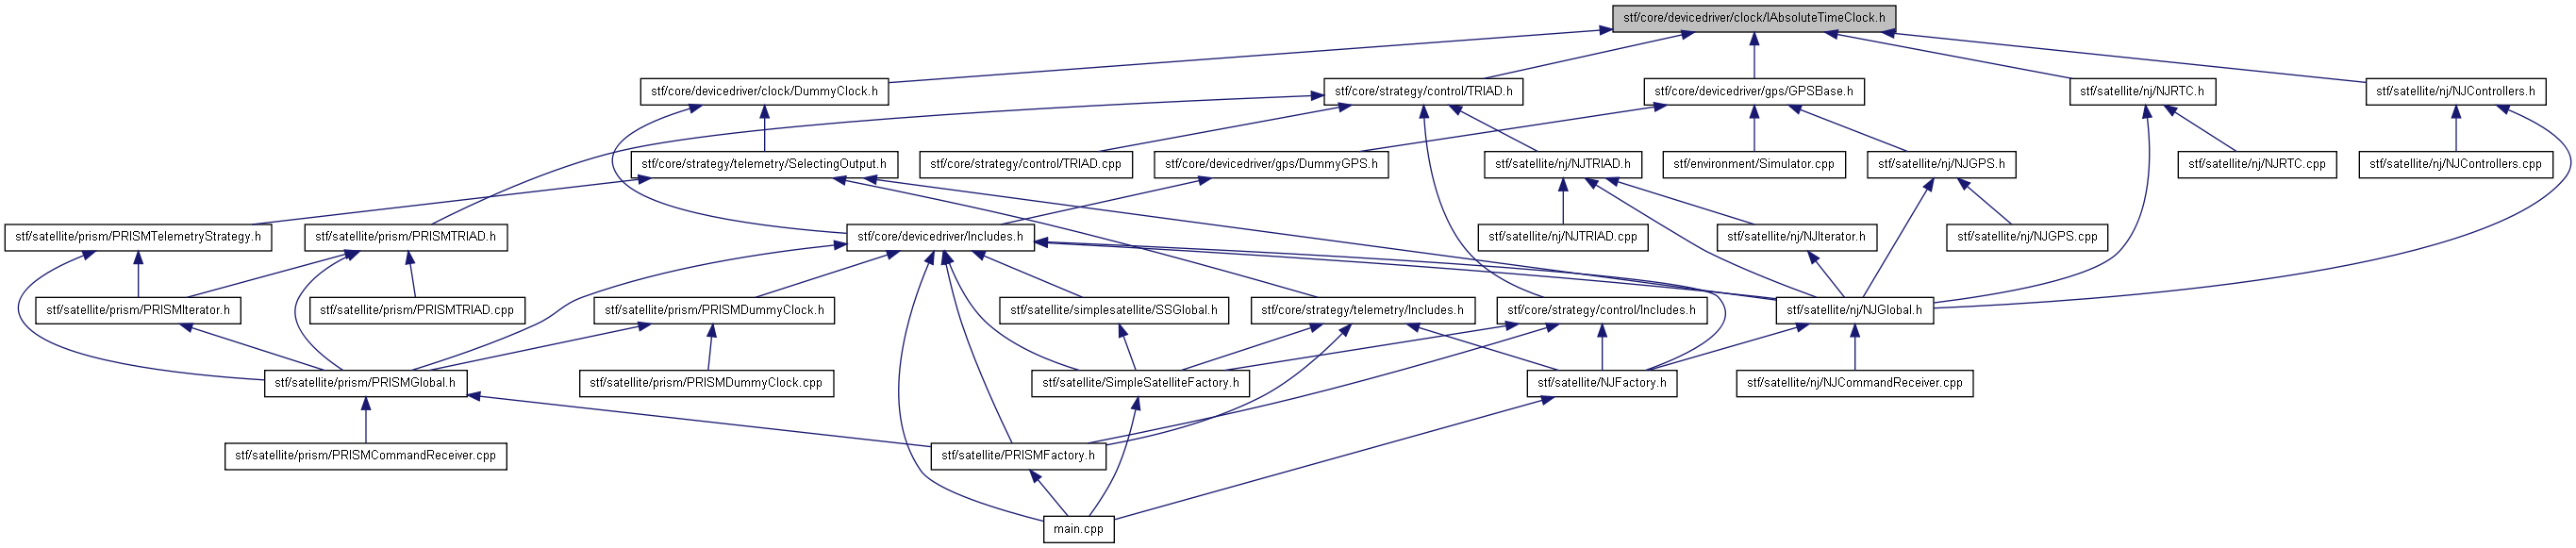 stf/core/devicedriver/clock/IAbsoluteTimeClock.h
stf/core/devicedriver/clock/DummyClock.h
stf/core/strategy/control/TRIAD.h
stf/core/devicedriver/gps/GPSBase.h
stf/satellite/nj/NJRTC.h
stf/satellite/nj/NJControllers.h
stf/core/strategy/telemetry/SelectingOutput.h
stf/core/strategy/control/TRIAD.cpp
stf/core/devicedriver/gps/DummyGPS.h
stf/satellite/nj/NJTRIAD.h
stf/environment/Simulator.cpp
stf/satellite/nj/NJGPS.h
stf/satellite/nj/NJRTC.cpp
stf/satellite/nj/NJControllers.cpp
stf/satellite/prism/PRISMTelemetryStrategy.h
stf/satellite/prism/PRISMTRIAD.h
stf/core/devicedriver/Includes.h
stf/satellite/nj/NJTRIAD.cpp
stf/satellite/nj/NJIterator.h
stf/satellite/nj/NJGPS.cpp
stf/satellite/prism/PRISMIterator.h
stf/satellite/prism/PRISMTRIAD.cpp
stf/satellite/prism/PRISMDummyClock.h
stf/satellite/simplesatellite/SSGlobal.h
stf/core/strategy/telemetry/Includes.h
stf/core/strategy/control/Includes.h
stf/satellite/nj/NJGlobal.h
stf/satellite/prism/PRISMGlobal.h
stf/satellite/prism/PRISMDummyClock.cpp
stf/satellite/SimpleSatelliteFactory.h
stf/satellite/NJFactory.h
stf/satellite/nj/NJCommandReceiver.cpp
stf/satellite/prism/PRISMCommandReceiver.cpp
stf/satellite/PRISMFactory.h
main.cpp